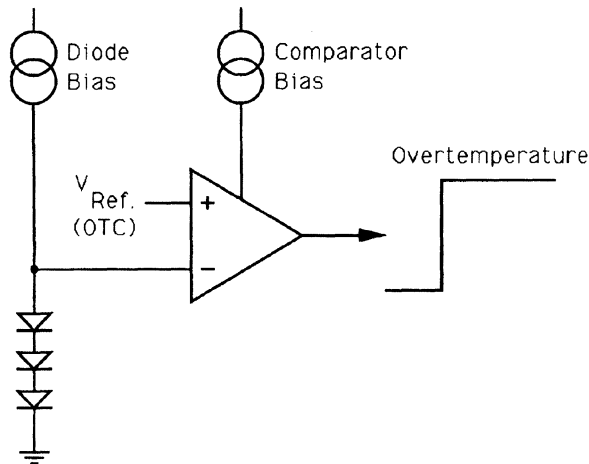 Diode
Bias
Comparator
Bias
Overtemperature
V
Ref.
(OTC)
+
−